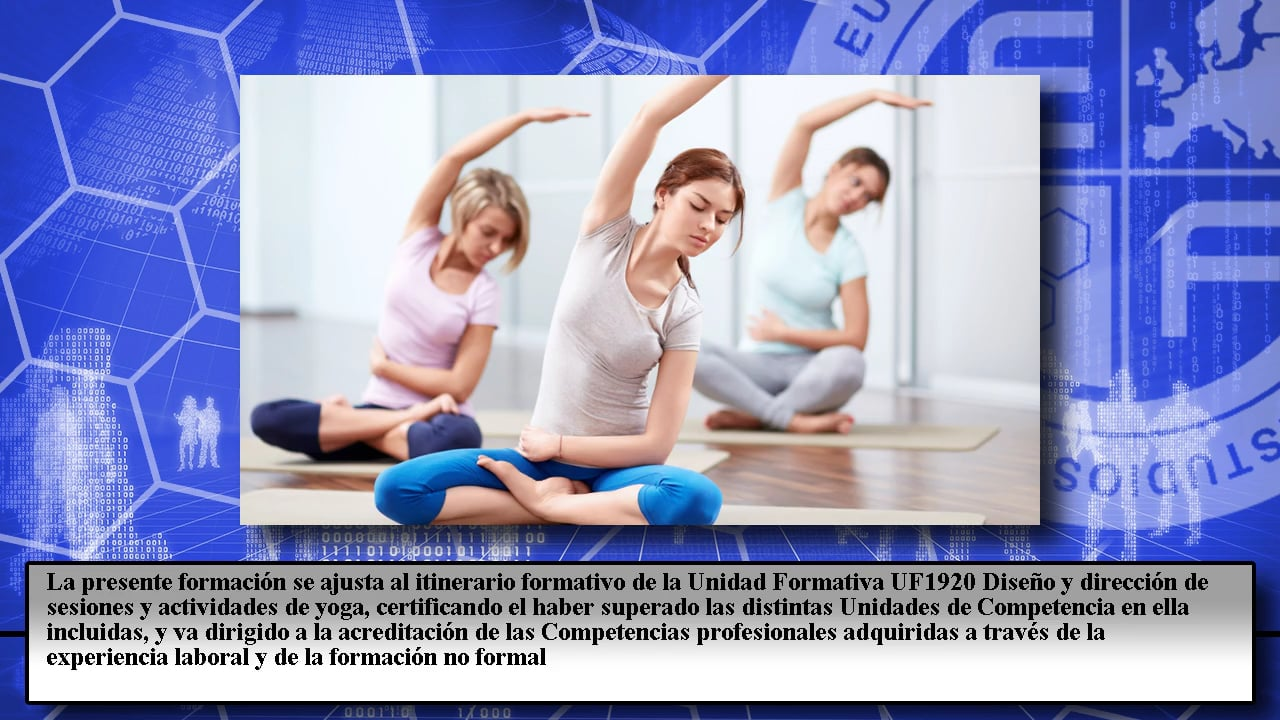 EU
STUDIOS
La presente formación se ajusta al itinerario formativo de la Unidad Formativa UF1920 Diseño y dirección de
sesiones y actividades de yoga, certificando el haber superado las distintas Unidades de Competencia en ella
incluidas, y va dirigido a la acreditación de las Competencias profesionales adquiridas a través de la
experiencia laboral y de la formación no formal